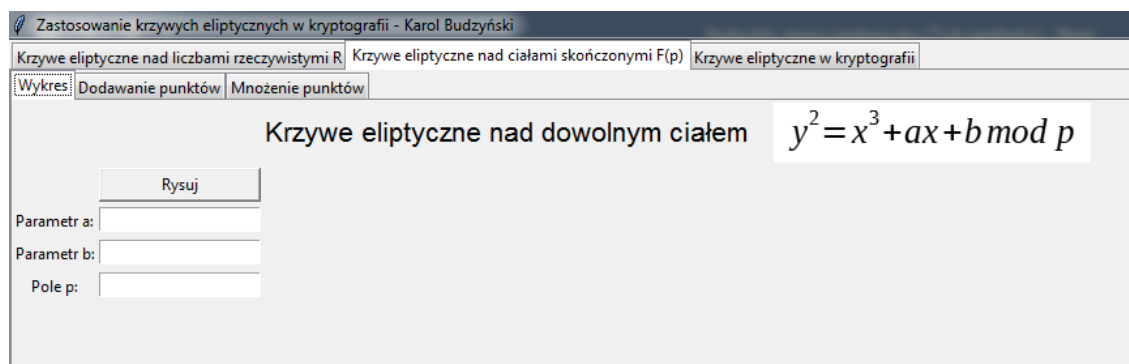 Zastosowanie krzywych eliptycznych w kryptografii - Karol Budzyński
Krzywe eliptyczne nad liczbami rzeczywistymi R Krzywe eliptyczne nad ciałami skończonymi F(p) Krzywe eliptyczne w kryptografii
Wykres Dodawanie punktów Mnożenie punktów
Krzywe eliptyczne nad dowolnym ciałem y²=x³+ax+b mod p
Rysuj
Parametr a:
Parametr b:
Pole p: